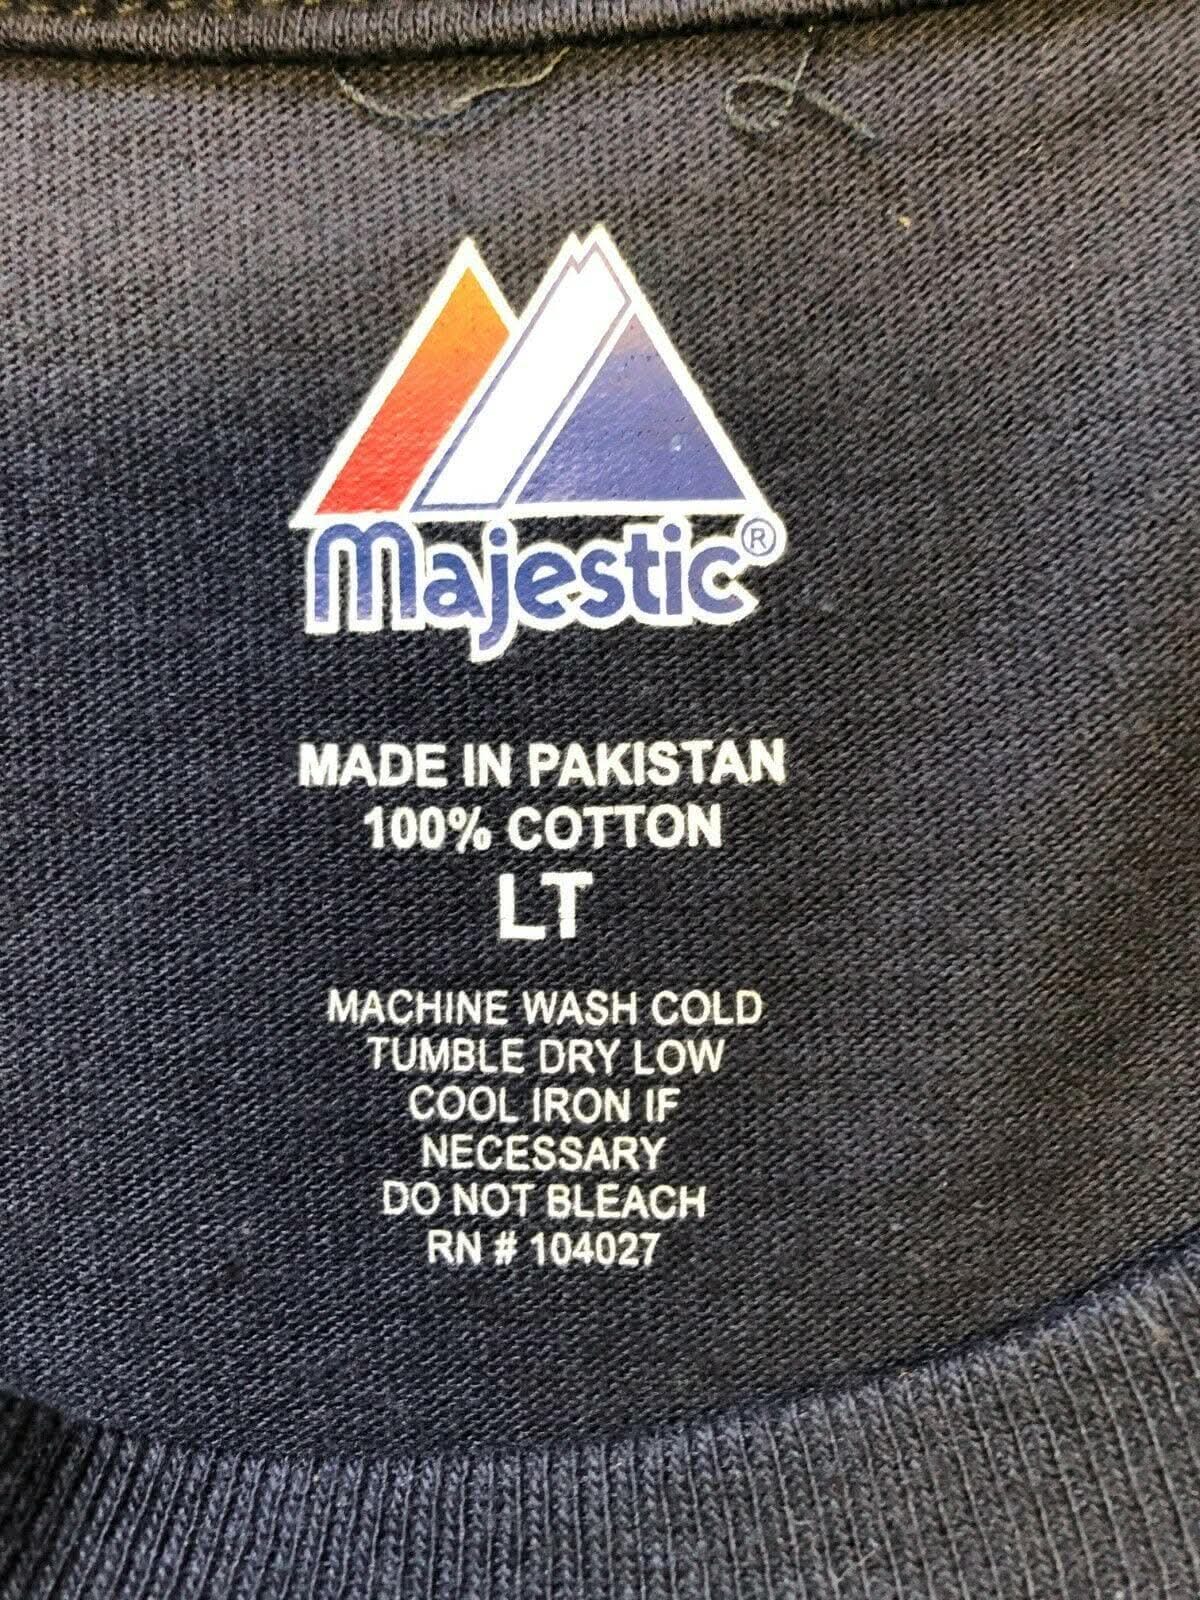 Majestic®
MADE IN PAKISTAN
100% COTTON
LT
MACHINE WASH COLD
TUMBLE DRY LOW
COOL IRON IF
NECESSARY
DO NOT BLEACH
RN # 104027